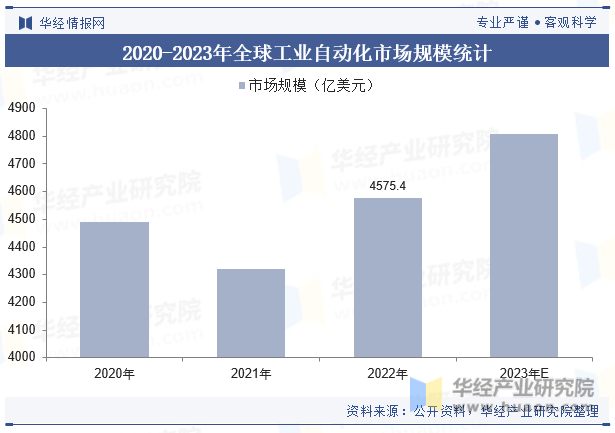 华经情报网
专业严谨 ● 客观科学
2020-2023年全球工业自动化市场规模统计
市场规模（亿美元）
4900
4800
4700
4600
4500
4400
4300
4200
4100
4000
4575.4
2020年
2021年
2022年
2023年E
华经产业研究院
www.huaon.com
资料来源：公开资料，华经产业研究院整理